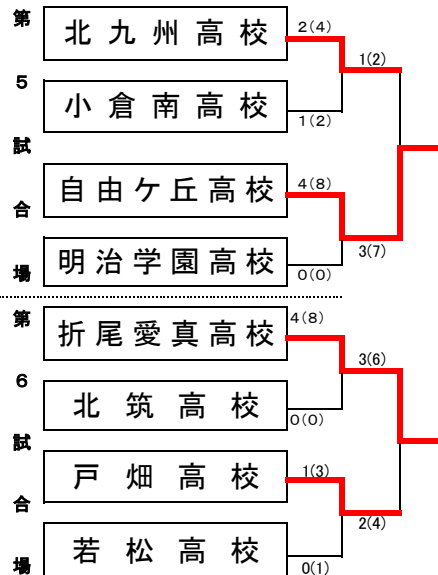 第5試合場
北九州高校
2(4)
1(2)
小倉南高校
1(2)
自由ケ丘高校
4(8)
3(7)
明治学園高校
0(0)
第6試合場
折尾愛真高校
4(8)
3(6)
北筑高校
0(0)
戸畑高校
1(3)
2(4)
若松高校
0(1)